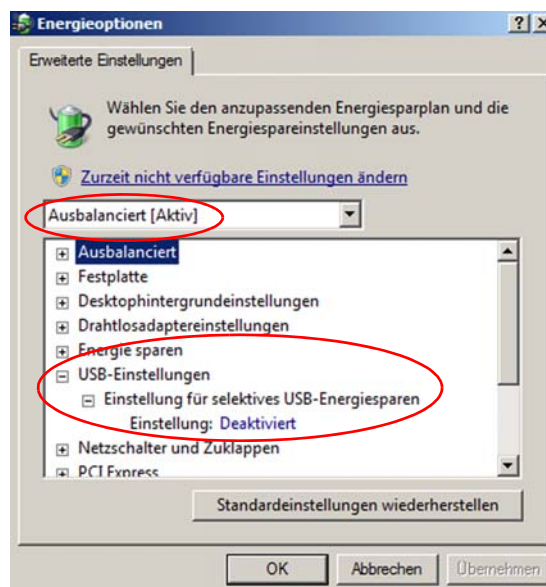 Energieoptionen
Erweiterte Einstellungen
Wählen Sie den anzupassenden Energiesparplan und die
gewünschten Energiespareinstellungen aus.
Zurzeit nicht verfügbare Einstellungen ändern
Ausbalanciert [Aktiv]
Ausbalanciert
Festplatte
Desktophintergrundeinstellungen
Drahtlosadaptereinstellungen
Energie sparen
USB-Einstellungen
Einstellung für selektives USB-Energiesparen
Einstellung: Deaktiviert
Netzschalter und Zuklappen
PCI Express
Standardeinstellungen wiederherstellen
OK Abbrechen Übernehmen